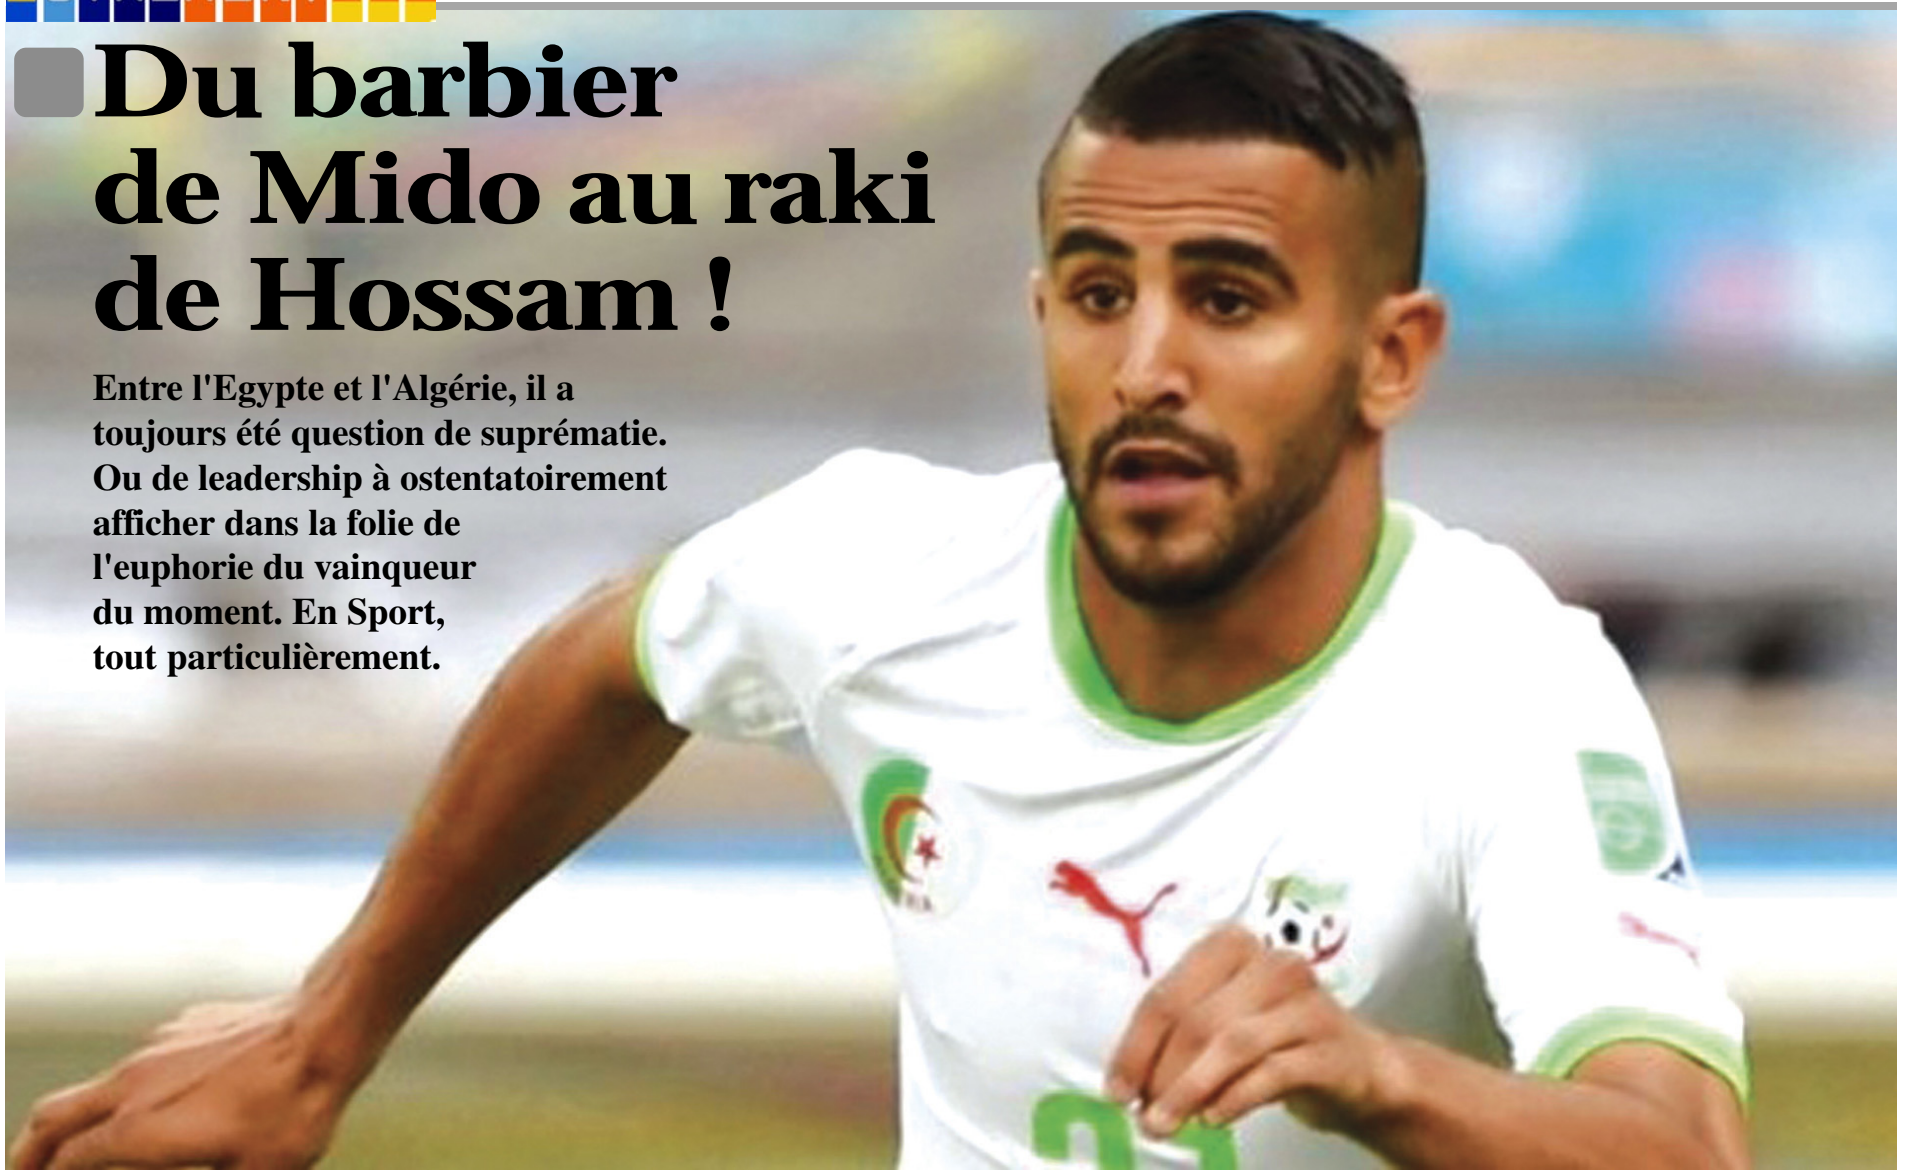 Du barbier
de Mido au raki
de Hossam !
Entre l'Egypte et l'Algérie, il a
toujours été question de suprématie.
Ou de leadership à ostentatoirement
afficher dans la folie de
l'euphorie du vainqueur
du moment. En Sport,
tout particulièrement.